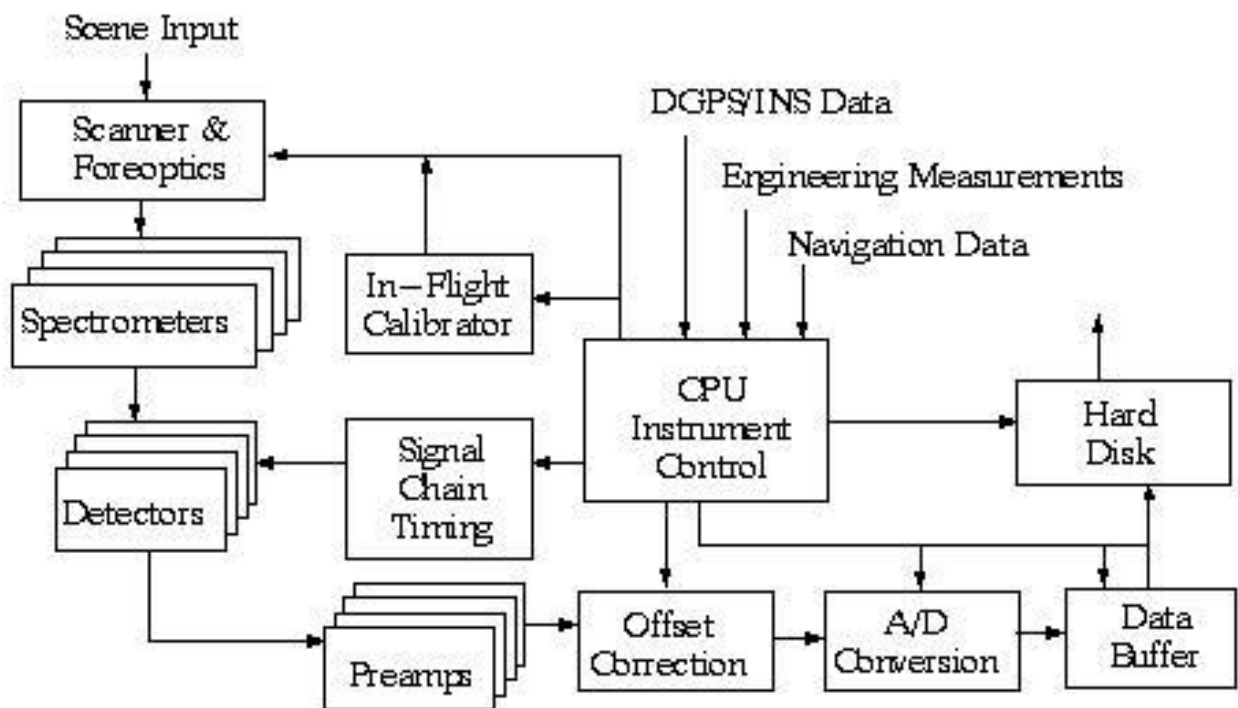 Scene Input
DGPS/INS Data
Scanner &
Foreoptics
Engineering Measurements
Navigation Data
In-Flight
Calibrator
Spectrometers
CPU
Instrument
Control
Hard
Disk
Signal
Chain
Timing
Detectors
Offset
Correction
A/D
Conversion
Data
Buffer
Preamps